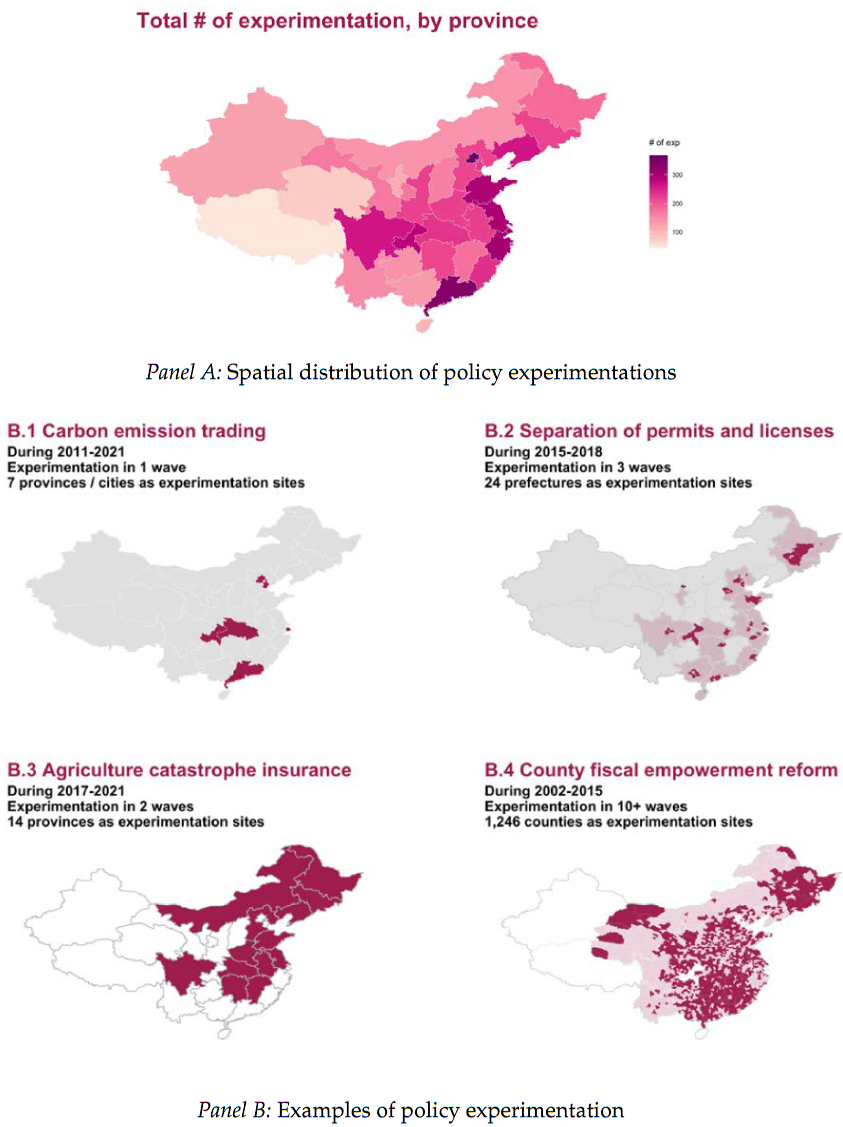 Total # of experimentation, by province
# of exp
300
200
100
Panel A: Spatial distribution of policy experimentations
B.1 Carbon emission trading
During 2011-2021
Experimentation in 1 wave
7 provinces / cities as experimentation sites
B.2 Separation of permits and licenses
During 2015-2018
Experimentation in 3 waves
24 prefectures as experimentation sites
B.3 Agriculture catastrophe insurance
During 2017-2021
Experimentation in 2 waves
14 provinces as experimentation sites
B.4 County fiscal empowerment reform
During 2002-2015
Experimentation in 10+ waves
1,246 counties as experimentation sites
Panel B: Examples of policy experimentation